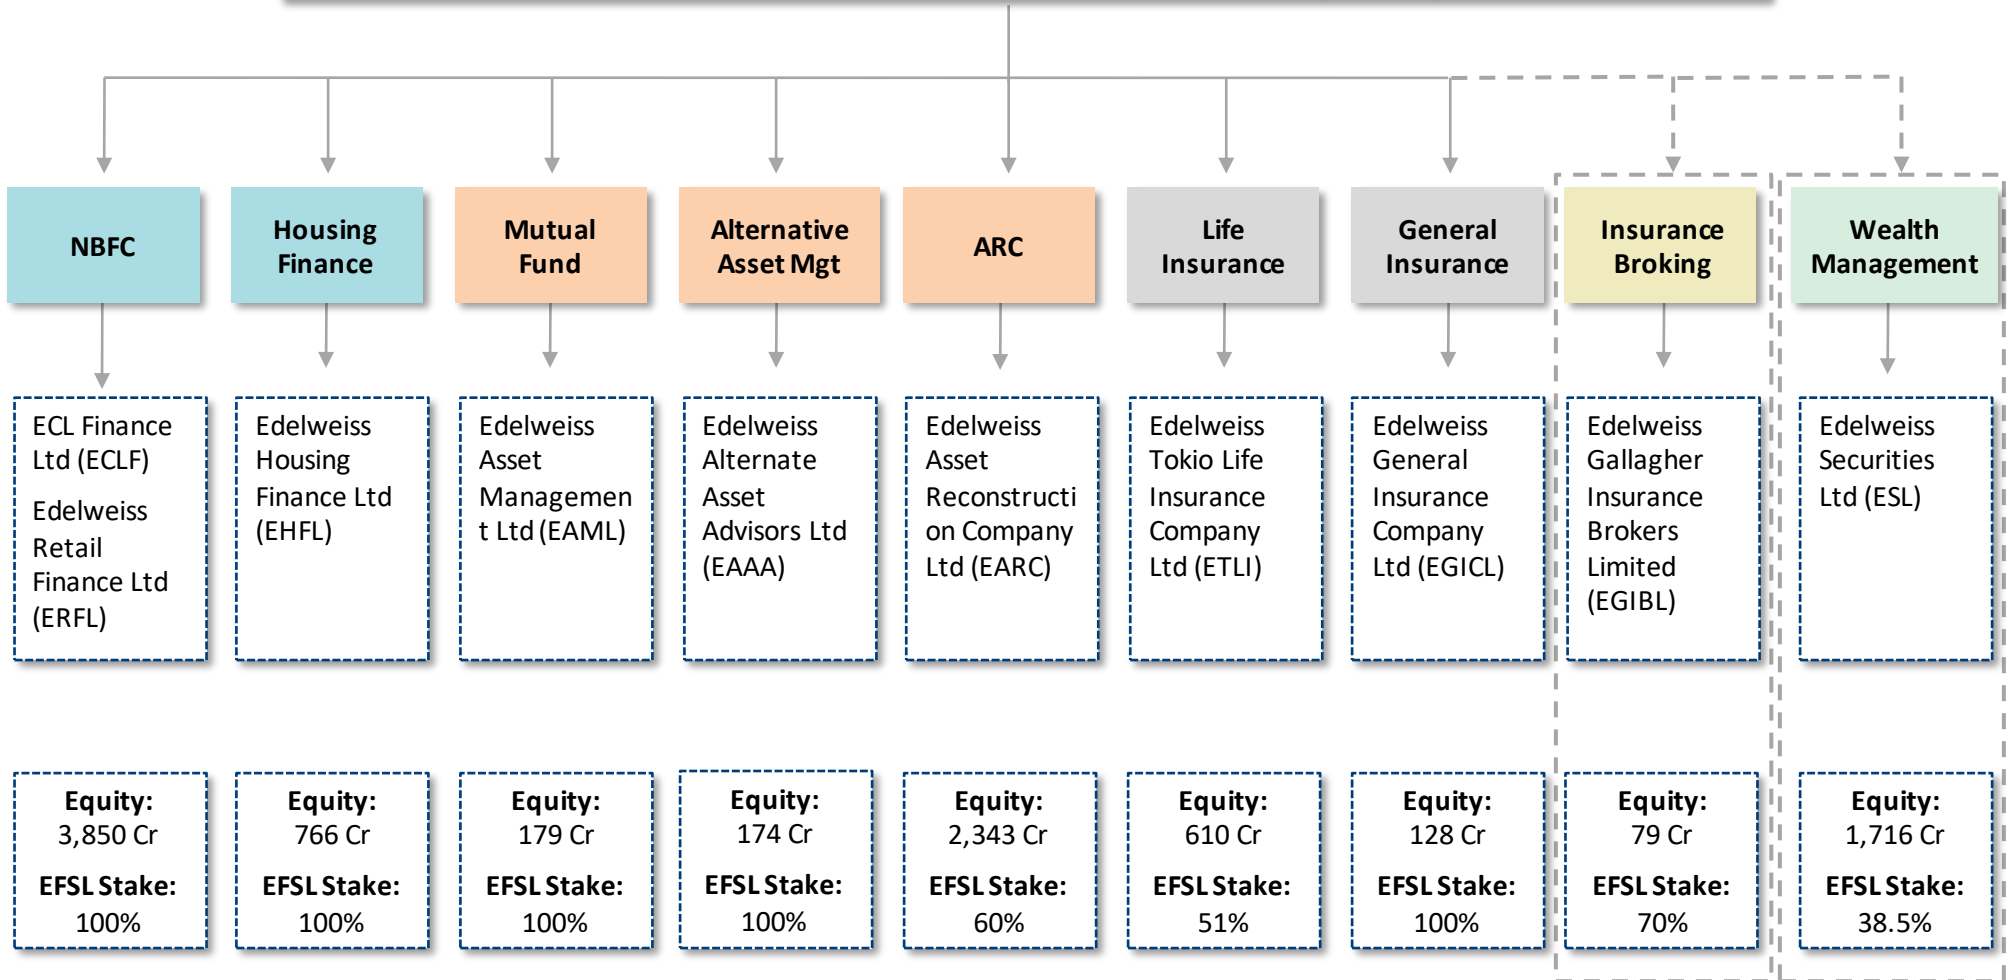 NBFC
Housing
Finance
Mutual
Fund
Alternative
Asset Mgt
ARC
Life
Insurance
General
Insurance
Insurance
Broking
Wealth
Management
ECL Finance
Ltd (ECLF)
Edelweiss
Retail
Finance Ltd
(ERFL)
Edelweiss
Housing
Finance Ltd
(EHFL)
Edelweiss
Asset
Managemen
t Ltd (EAML)
Edelweiss
Alternate
Asset
Advisors Ltd
(EAAA)
Edelweiss
Asset
Reconstructi
on Company
Ltd (EARC)
Edelweiss
Tokio Life
Insurance
Company
Ltd (ETLI)
Edelweiss
General
Insurance
Company
Ltd (EGICL)
Edelweiss
Gallagher
Insurance
Brokers
Limited
(EGIBL)
Edelweiss
Securities
Ltd (ESL)
Equity:
3,850 Cr
EFSL Stake:
100%
Equity:
766 Cr
EFSL Stake:
100%
Equity:
179 Cr
EFSL Stake:
100%
Equity:
174 Cr
EFSL Stake:
100%
Equity:
2,343 Cr
EFSL Stake:
60%
Equity:
610 Cr
EFSL Stake:
51%
Equity:
128 Cr
EFSL Stake:
100%
Equity:
79 Cr
EFSL Stake:
70%
Equity:
1,716 Cr
EFSL Stake:
38.5%